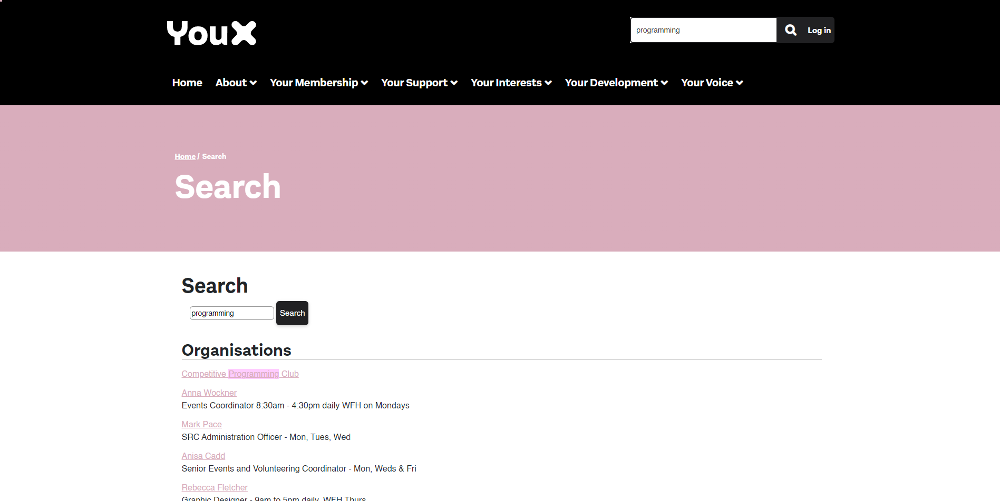 YouX
programming
Log in
Home About Your Membership Your Support Your Interests Your Development Your Voice
Home / Search
Search
Search
programming
Search
Organisations
Competitive Programming Club
Anna Wockner
Events Coordinator 8:30am - 4:30pm daily WFH on Mondays
Mark Pace
SRC Administration Officer - Mon, Tues, Wed
Anisa Cadd
Senior Events and Volunteering Coordinator - Mon, Weds & Fri
Rebecca Fletcher
Graphic Designer - 9am to 5pm daily, WFH Thurs